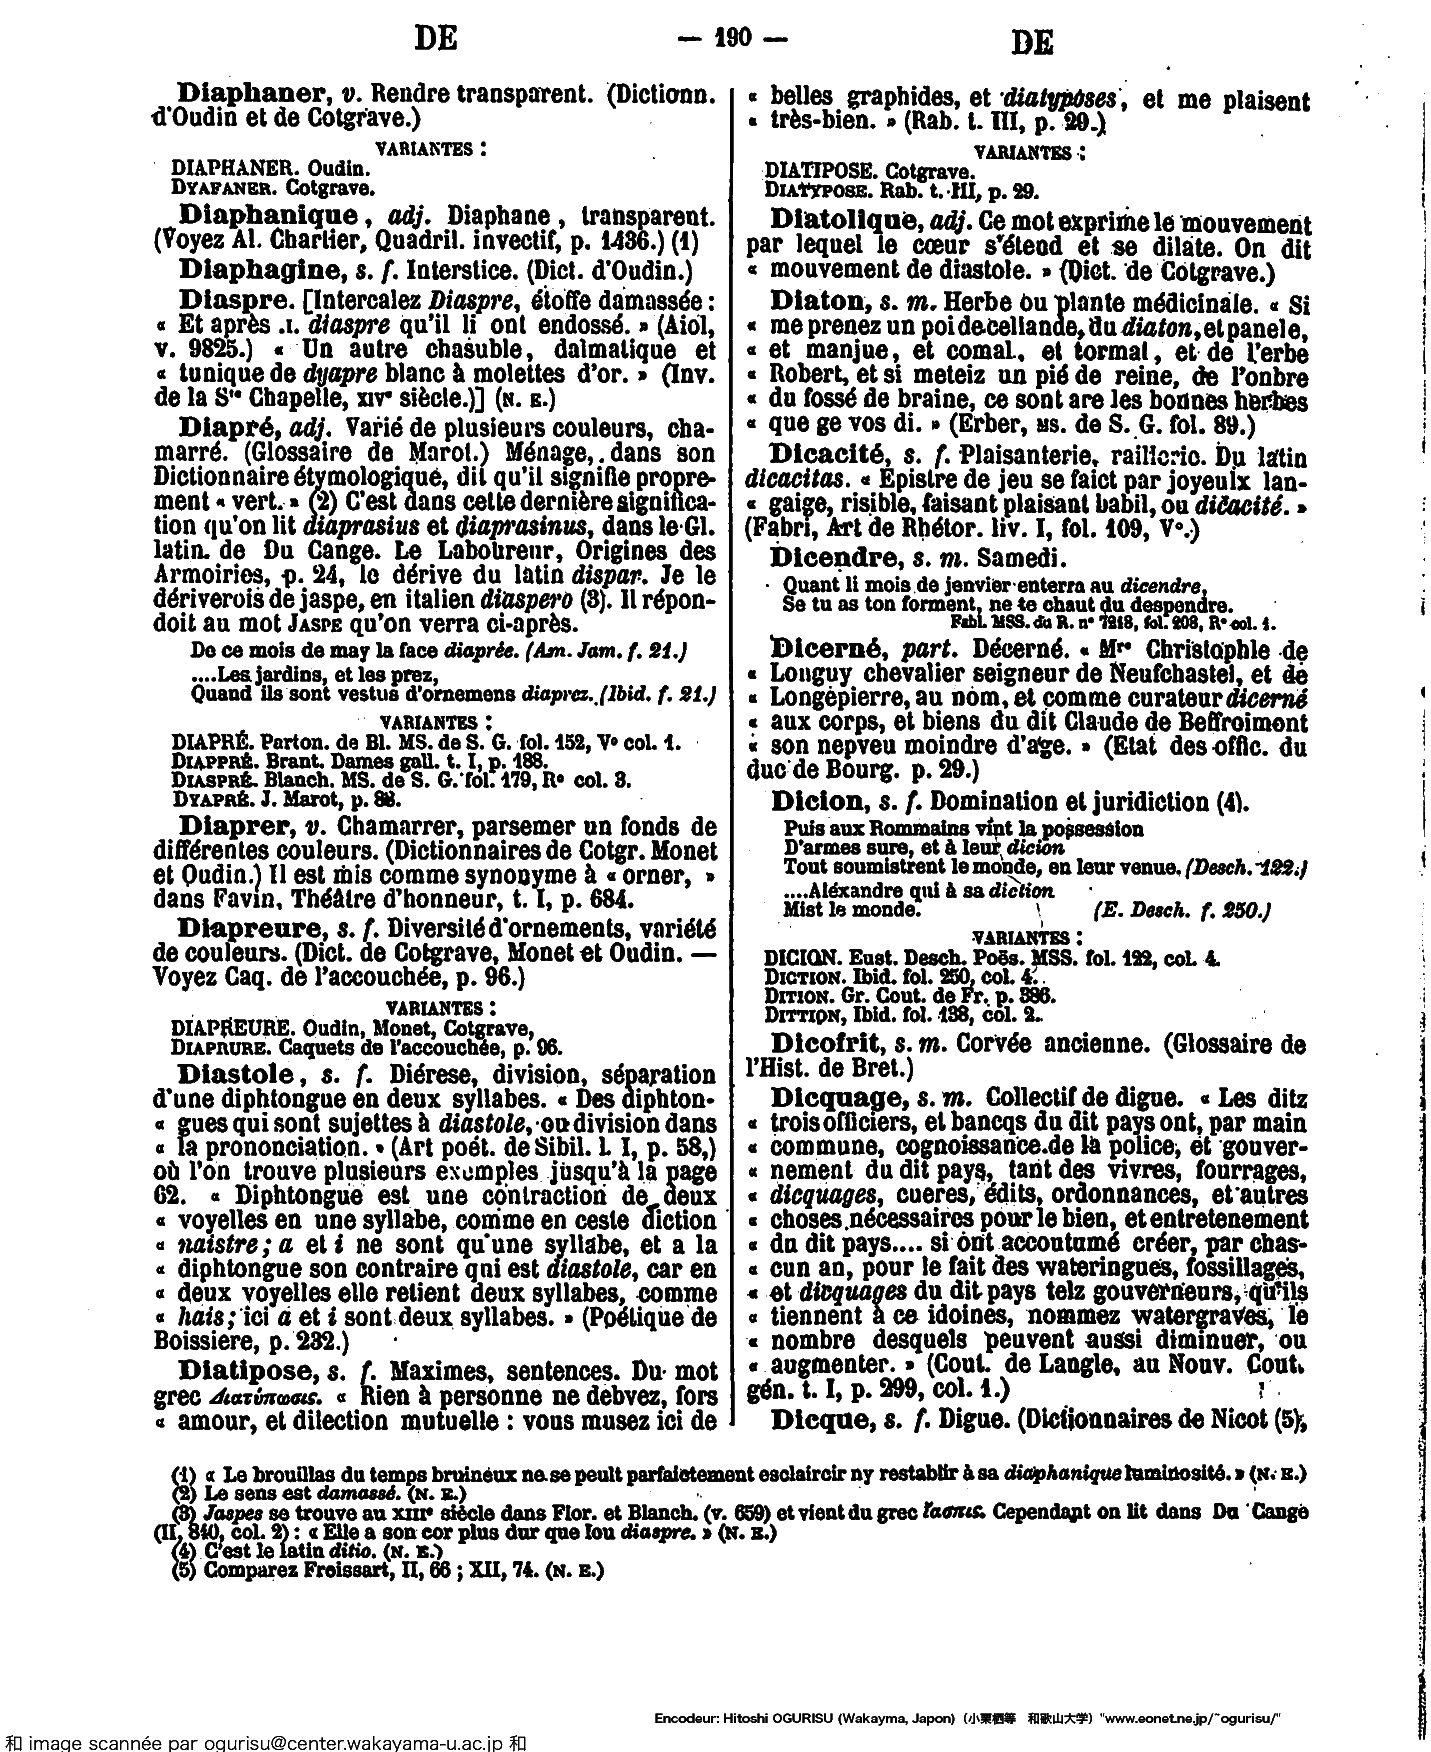 DE — 190 — DE
Diaphaner, v. Rendre transparent. (Dictionn.
d'Oudin et de Cotgrave.)
VARIANTES :
DIAPHANER. Oudin.
DYAFANER. Cotgrave.
Diaphanique, adj. Diaphane, transparent.
(Voyez Al. Chartier, Quadril. invectif, p. 1436.) (1)
Diaphagine, s. f. Interstice. (Dict. d'Oudin.)
Diaspre. [Intercalez Diaspre, étoffe damassée :
« Et après .I. diaspre qu'il li ont endossé. » (Aiol,
v. 9825.) « Un autre chasuble, dalmatique et
« tunique de dyapre blanc à molettes d'or. » (Inv.
de la Ste Chapelle, XIVe siècle.)] (N. E.)
Diapré, adj. Varié de plusieurs couleurs, cha-
marré. (Glossaire de Marot.) Ménage, dans son
Dictionnaire étymologique, dit qu'il signifie propre-
ment « vert. » (2) C'est dans cette dernière significa-
tion qu'on lit diaprasius et diaprasinus, dans le Gl.
latin. de Du Cange. Le Laboureur, Origines des
Armoiries, p. 24, le dérive du latin dispar. Je le
dériverois de jaspe, en italien diaspero (3). Il répon-
doit au mot JASPE qu'on verra ci-après.
De ce mois de may la face diaprée. (Am. Jam. f. 21.)
....Les jardins, et les prez,
Quand ils sont vestus d'ornemens diaprez. (Ibid. f. 21.)
VARIANTES :
DIAPRÉ. Parton. de Bl. MS. de S. G. fol. 152, Vo col. 1.
DIAPPRÉ. Brant. Dames gall. t. I, p. 188.
DIASPRÉ. Blanch. MS. de S. G. fol. 179, Ro col. 3.
DYAPRÉ. J. Marot, p. 88.
Diaprer, v. Chamarrer, parsemer un fonds de
différentes couleurs. (Dictionnaires de Cotgr. Monet
et Oudin.) Il est mis comme synonyme à « orner, »
dans Favin, Théâtre d'honneur, t. I, p. 684.
Diapreure, s. f. Diversité d'ornements, variété
de couleurs. (Dict. de Cotgrave, Monet et Oudin. —
Voyez Caq. de l'accouchée, p. 96.)
VARIANTES :
DIAPREURE. Oudin, Monet, Cotgrave,
DIAPRURE. Caquets de l'accouchée, p. 96.
Diastole, s. f. Diérese, division, séparation
d'une diphtongue en deux syllabes. « Des diphton-
« gues qui sont sujettes à diastole, ou division dans
« la prononciation. » (Art poét. de Sibil. l. I, p. 58,)
où l'on trouve plusieurs exemples jusqu'à la page
62. « Diphtongue est une contraction de deux
« voyelles en une syllabe, comme en ceste diction
« naistre ; a et i ne sont qu'une syllabe, et a la
« diphtongue son contraire qui est diastole, car en
« deux voyelles elle retient deux syllabes, comme
« hais ; ici a et i sont deux syllabes. » (Poétique de
Boissiere, p. 232.)
Diatipose, s. f. Maximes, sentences. Du mot
grec Διατύπωσις. « Rien à personne ne debvez, fors
« amour, et dilection mutuelle : vous musez ici de
« belles graphides, et diatyposes, et me plaisent
« très-bien. » (Rab. t. III, p. 29.)
VARIANTES :
DIATIPOSE. Cotgrave.
DIATYPOSE. Rab. t. III, p. 29.
Diatolique, adj. Ce mot exprime le mouvement
par lequel le cœur s'étend et se dilate. On dit
« mouvement de diastole. » (Dict. de Cotgrave.)
Diaton, s. m. Herbe ou plante médicinale. « Si
« me prenez un poi de cellande, du diaton, et panele,
« et manjue, et comal, et tormal, et de l'erbe
« Robert, et si meteiz un pié de reine, de l'onbre
« du fossé de braine, ce sont are les bonnes herbes
« que ge vos di. » (Erber, MS. de S. G. fol. 89.)
Dicacité, s. f. Plaisanterie, raillerie. Du latin
dicacitas. « Epistre de jeu se faict par joyeulx lan-
« gaige, risible, faisant plaisant babil, ou dicacité. »
(Fabri, Art de Rhétor. liv. I, fol. 109, Vo.)
Dicendre, s. m. Samedi.
Quant li mois de jenvier enterra au dicendre,
Se tu as ton forment, ne te chaut du despendre.
Fabl. MSS. du R. no 7218, fol. 208, Ro col. 1.
Dicerné, part. Décerné. « Mre Christophle de
« Longuy chevalier seigneur de Neufchastel, et de
« Longepierre, au nom, et comme curateur dicerné
« aux corps, et biens du dit Claude de Beffroimont
« son nepveu moindre d'age. » (Etat des offic. du
duc de Bourg. p. 29.)
Dicion, s. f. Domination et juridiction (4).
Puis aux Rommains vint la possession
D'armes sure, et à leur dicion
Tout soumistrent le monde, en leur venue. (Desch. 122.)
....Aléxandre qui à sa diction
Mist le monde. (E. Desch. f. 250.)
VARIANTES :
DICION. Eust. Desch. Poës. MSS. fol. 122, col. 4.
DICTION. Ibid. fol. 250, col. 4.
DITION. Gr. Cout. de Fr. p. 386.
DITTION, Ibid. fol. 138, col. 2.
Dicofrit, s. m. Corvée ancienne. (Glossaire de
l'Hist. de Bret.)
Dicquage, s. m. Collectif de digue. « Les ditz
« trois officiers, et bancqs du dit pays ont, par main
« commune, cognoissance de la police, et gouver-
« nement du dit pays, tant des vivres, fourrages,
« dicquages, cueres, édits, ordonnances, et autres
« choses nécessaires pour le bien, et entretenement
« du dit pays.... si ont accoutumé créer, par chas-
« cun an, pour le fait des wateringues, fossillages,
« et dicquages du dit pays telz gouverneurs, qu'ils
« tiennent à ce idoines, nommez watergraves, le
« nombre desquels peuvent aussi diminuer, ou
« augmenter. » (Cout. de Langle, au Nouv. Cout.
gén. t. I, p. 299, col. 1.)
Dicque, s. f. Digue. (Dictionnaires de Nicot (5),
(1) « Le brouillas du temps bruineux ne se peult parfaictement esclaircir ny restablir à sa diaphanique luminosité. » (N. E.)
(2) Le sens est damassé. (N. E.)
(3) Jaspes se trouve au XIIIe siècle dans Flor. et Blanch. (v. 659) et vient du grec ἴασπις. Cependant on lit dans Du Cange
(II, 840, col. 2) : « Elle a son cor plus dur que lou diaspre. » (N. E.)
(4) C'est le latin ditio. (N. E.)
(5) Comparez Froissart, II, 66 ; XII, 74. (N. E.)
Encodeur: Hitoshi OGURISU (Wakayma, Japon)（小栗栖等 和歌山大学）"www.eonet.ne.jp/~ogurisu/"
和 image scannée par ogurisu@center.wakayama-u.ac.jp 和